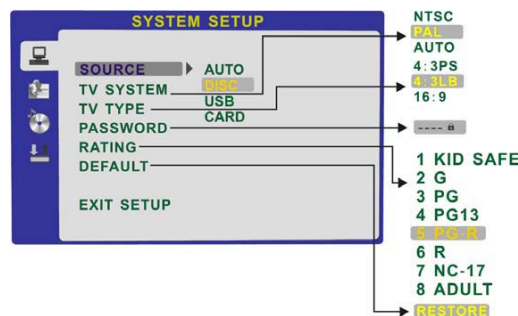 SYSTEM SETUP
SOURCE
TV SYSTEM
TV TYPE
PASSWORD
RATING
DEFAULT
EXIT SETUP
AUTO
DISC
USB
CARD
NTSC
PAL
AUTO
4:3PS
4:3LB
16:9
----
1 KID SAFE
2 G
3 PG
4 PG13
5 PG-R
6 R
7 NC-17
8 ADULT
RESTORE